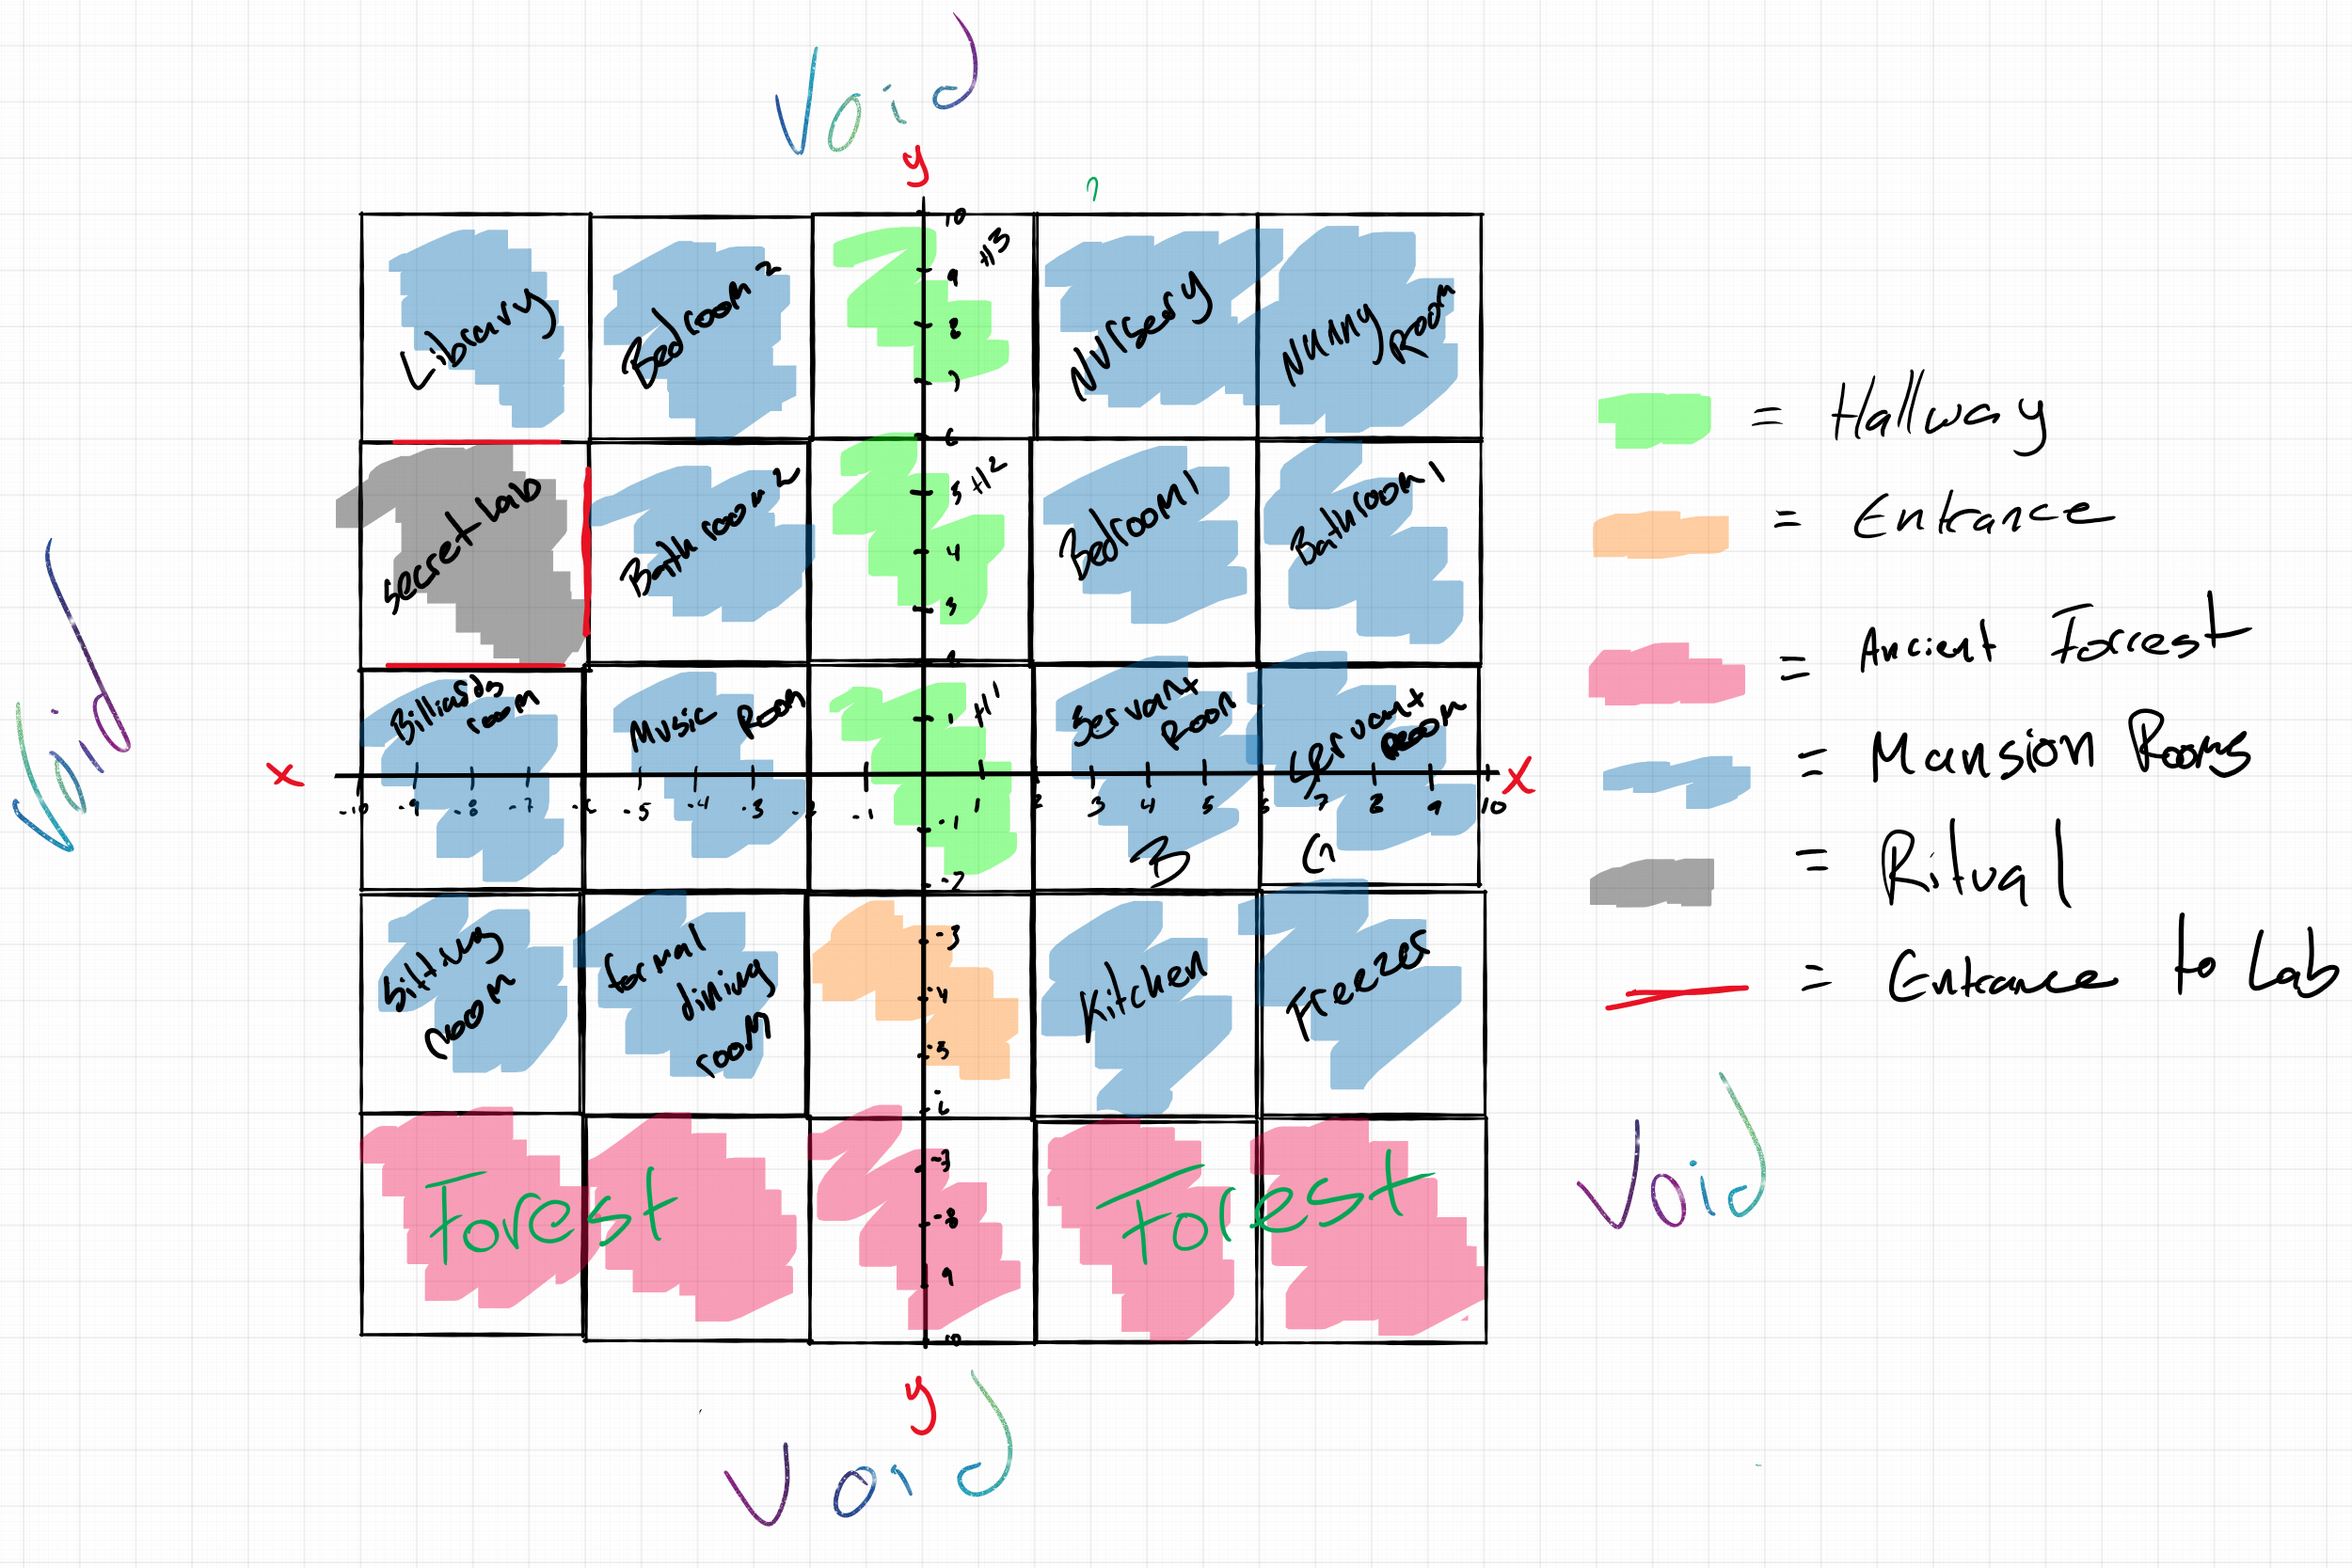 Void
y
10
H3
9
8
7
6
Library
Bedroom 2
Nursery
Nanny Room
= Hallway
= Entrance
= Ancient Forrest
= Mansion Rooms
= Ritual
= Entrance to Lab
secret Lab
Bathroom 2
H2
5
4
3
2
Bedroom 1
Bathroom 1
Void
Billiards room
Music Room
H1
1
Servant Room
Servant Room
x
x
-10 -9 -8 -7 -6 -5 -4 -3 -2 -1 1 2 3 4 5 6 7 8 9 10
-1
-2
B
G
Sitting room
formal dining room
-3
-4
-5
-6
Kitchen
Freezer
Forest
-7
-8
9
10
Forest
Void
y
Void